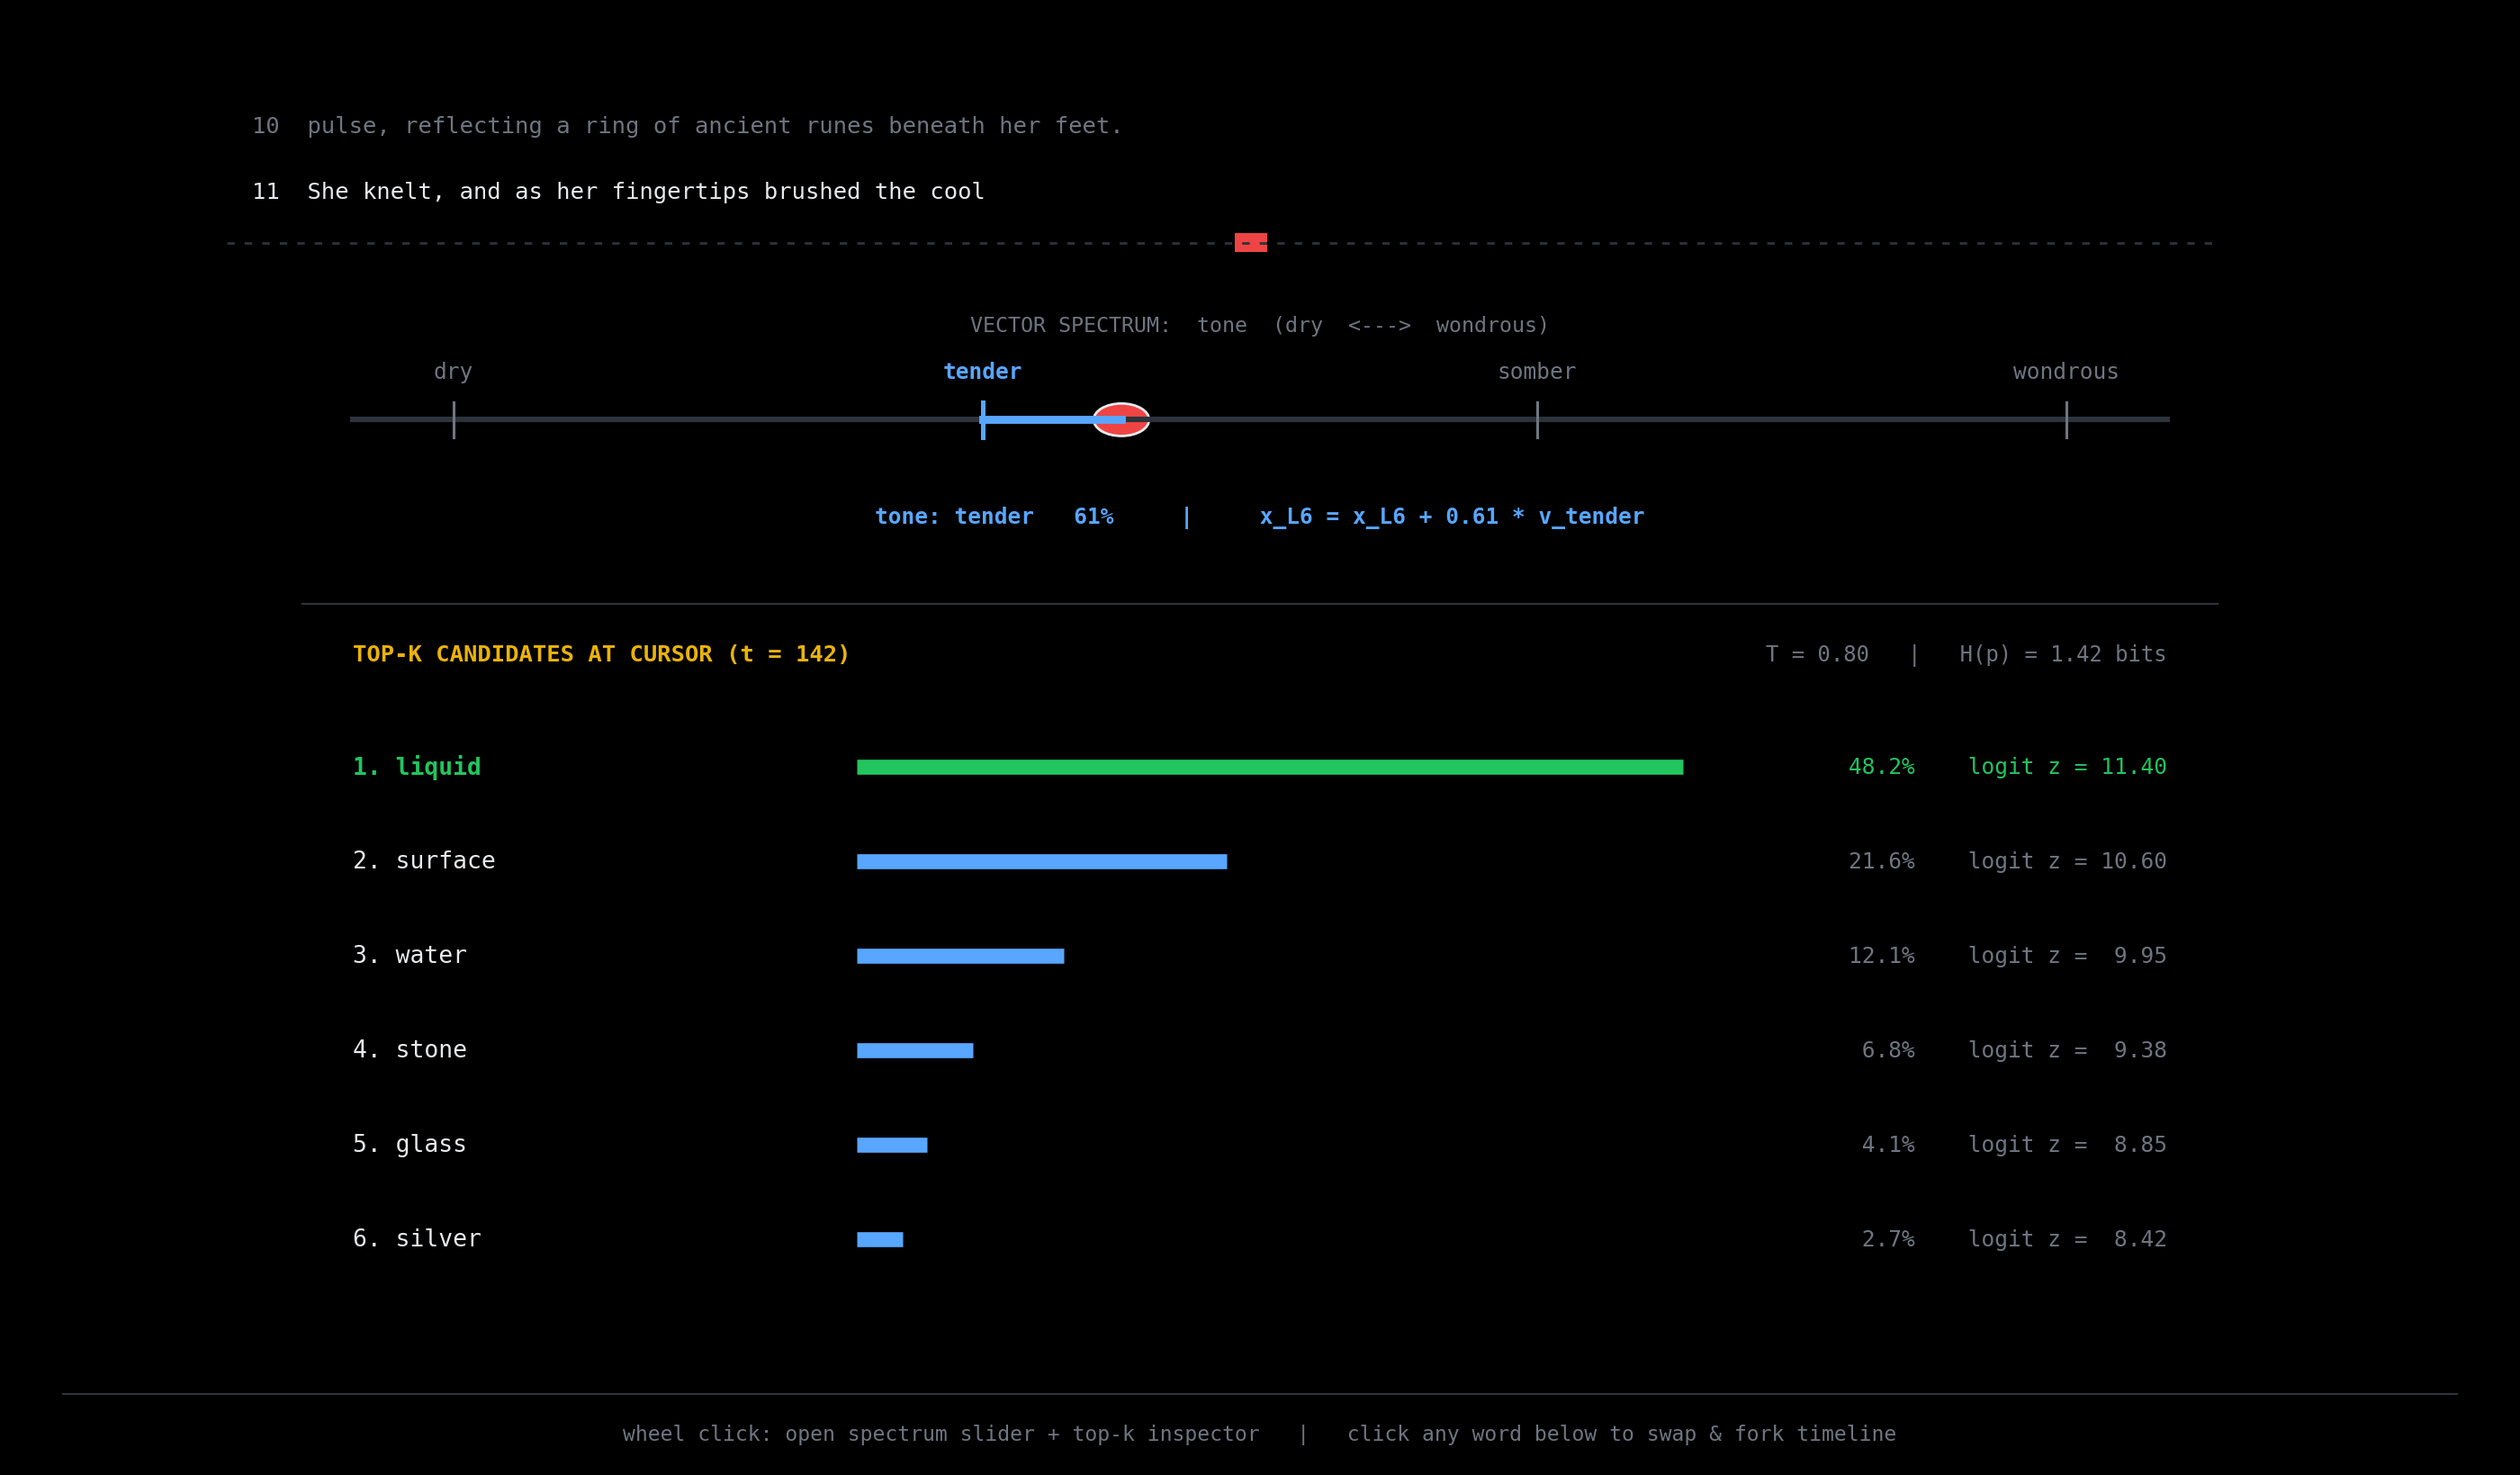 10  pulse, reflecting a ring of ancient runes beneath her feet.
11  She knelt, and as her fingertips brushed the cool
VECTOR SPECTRUM:  tone  (dry  <--->  wondrous)
dry  tender  somber  wondrous
tone: tender   61%     |     x_L6 = x_L6 + 0.61 * v_tender
TOP-K CANDIDATES AT CURSOR (t = 142)  T = 0.80   |   H(p) = 1.42 bits
1. liquid  48.2%    logit z = 11.40
2. surface  21.6%    logit z = 10.60
3. water  12.1%    logit z =  9.95
4. stone  6.8%    logit z =  9.38
5. glass  4.1%    logit z =  8.85
6. silver  2.7%    logit z =  8.42
wheel click: open spectrum slider + top-k inspector   |   click any word below to swap & fork timeline